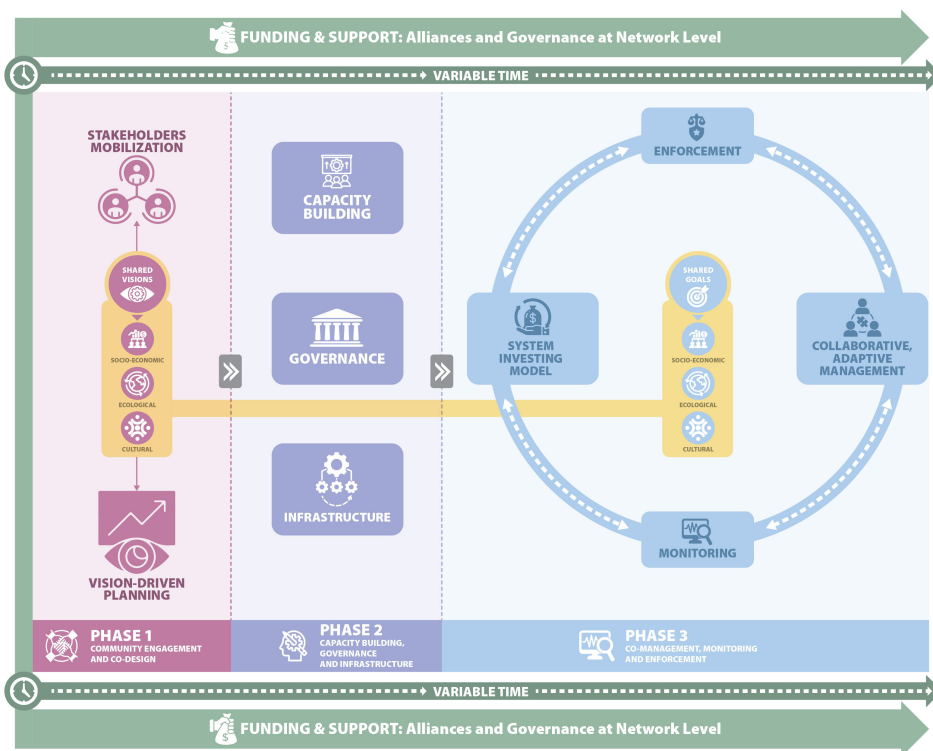 FUNDING & SUPPORT: Alliances and Governance at Network Level
VARIABLE TIME
STAKEHOLDERS
MOBILIZATION
SHARED
VISIONS
SOCIO-ECONOMIC
ECOLOGICAL
CULTURAL
VISION-DRIVEN
PLANNING
CAPACITY
BUILDING
GOVERNANCE
INFRASTRUCTURE
ENFORCEMENT
SYSTEM
INVESTING
MODEL
SHARED
GOALS
SOCIO-ECONOMIC
ECOLOGICAL
CULTURAL
COLLABORATIVE,
ADAPTIVE
MANAGEMENT
MONITORING
PHASE 1
COMMUNITY ENGAGEMENT
AND CO-DESIGN
PHASE 2
CAPACITY BUILDING,
GOVERNANCE
AND INFRASTRUCTURE
PHASE 3
CO-MANAGEMENT, MONITORING
AND ENFORCEMENT
VARIABLE TIME
FUNDING & SUPPORT: Alliances and Governance at Network Level